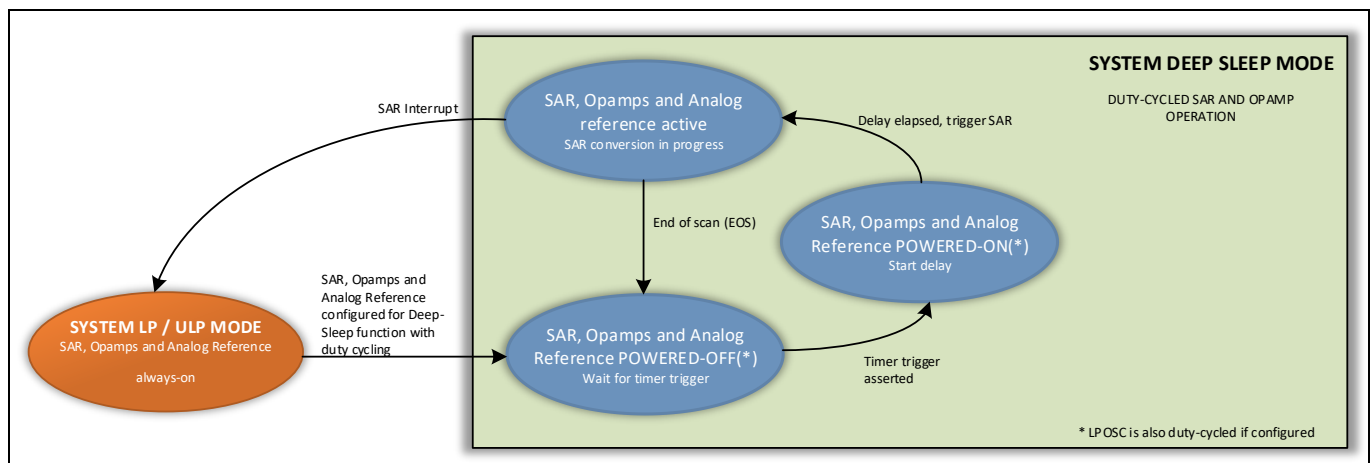 SYSTEM DEEP SLEEP MODE
DUTY-CYCLED SAR AND OPAMP
OPERATION
SAR Interrupt
SAR, Opamps and Analog
reference active
SAR conversion in progress
Delay elapsed, trigger SAR
End of scan (EOS)
SAR, Opamps and Analog
Reference POWERED-ON(*)
Start delay
SAR, Opamps and
Analog Reference
configured for Deep-
Sleep function with
duty cycling
SYSTEM LP / ULP MODE
SAR, Opamps and Analog Reference
always-on
SAR, Opamps and Analog
Reference POWERED-OFF(*)
Wait for timer trigger
Timer trigger
asserted
* LPOSC is also duty-cycled if configured